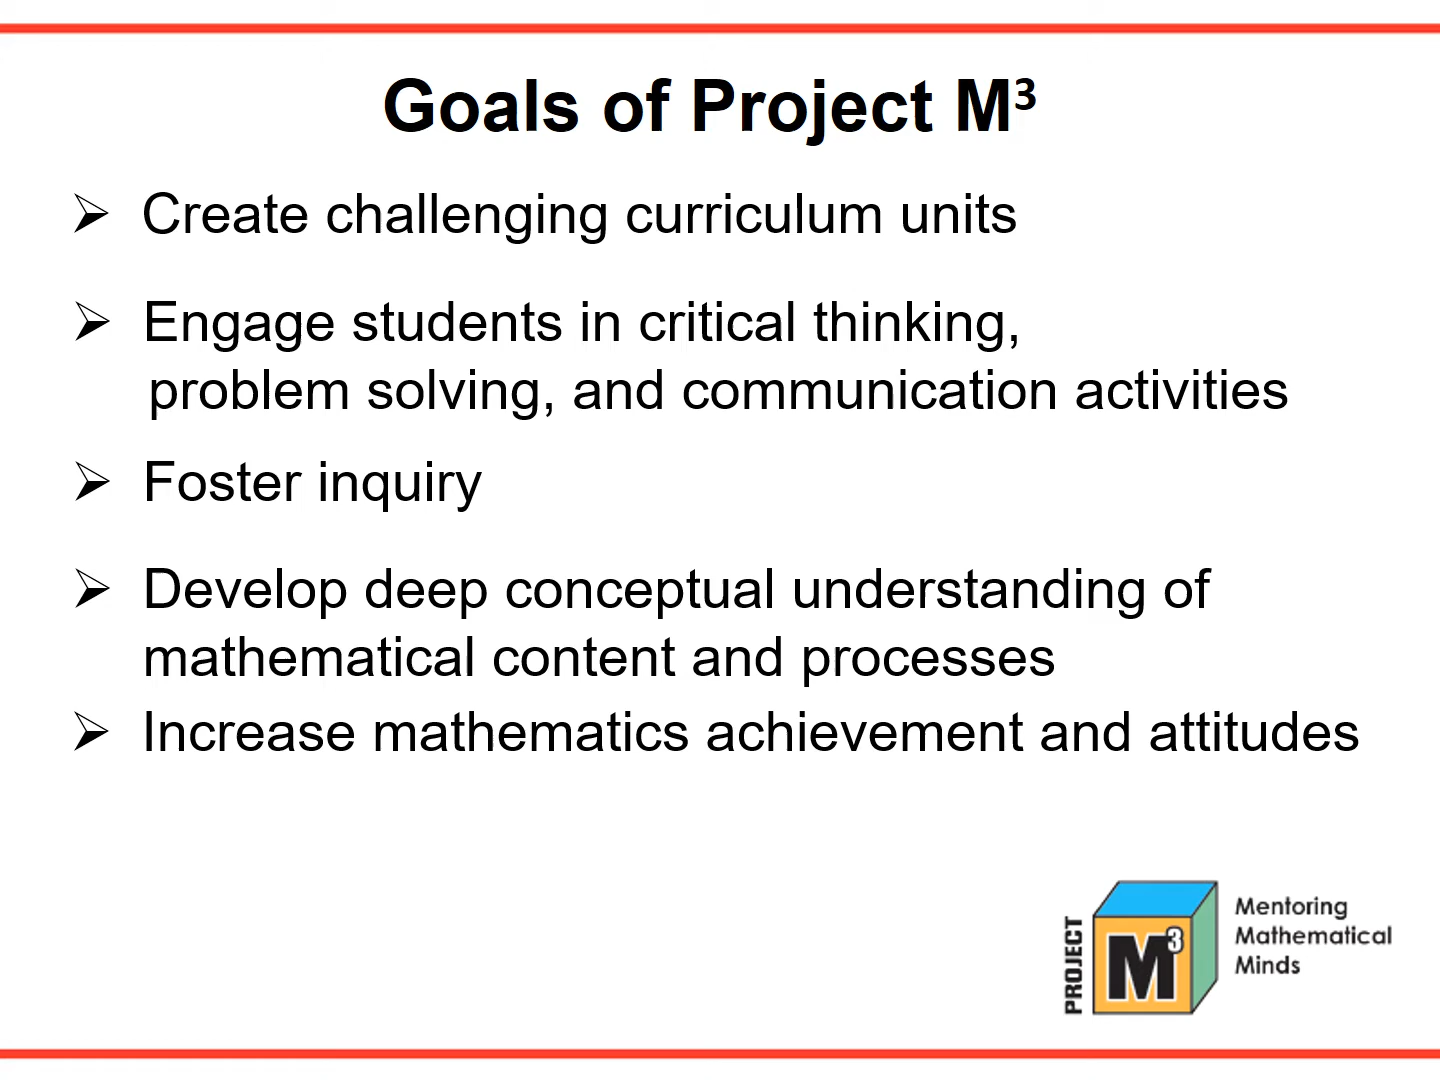 Goals of Project M³
➢ Create challenging curriculum units
➢ Engage students in critical thinking,
problem solving, and communication activities
➢ Foster inquiry
➢ Develop deep conceptual understanding of
mathematical content and processes
➢ Increase mathematics achievement and attitudes
PROJECT
M³
Mentoring
Mathematical
Minds